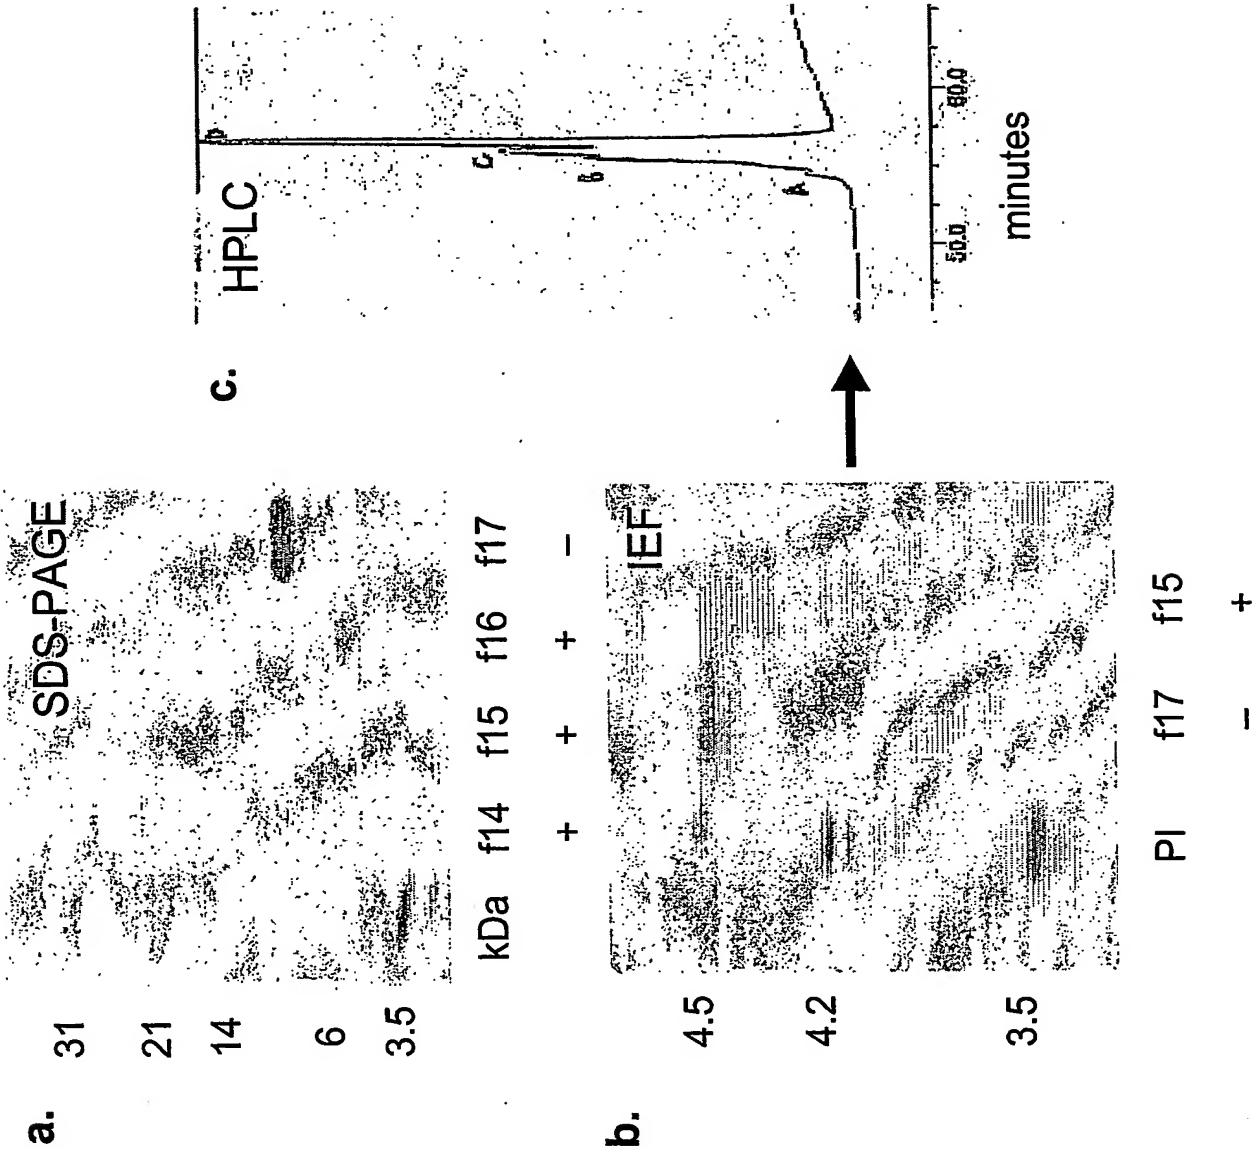 a.
SDS-PAGE
31
21
14
6
3.5
kDa f14 f15 f16 f17
+ + + –
b.
IEF
4.5
4.2
3.5
PI f17 f15
– +
c.
HPLC
D
C
B
A
50.0 60.0
minutes